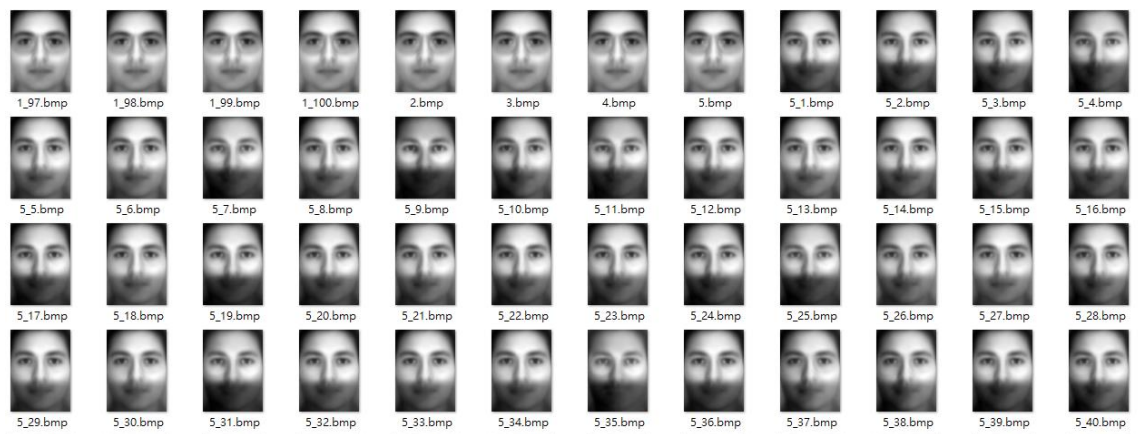 1_97.bmp 1_98.bmp 1_99.bmp 1_100.bmp 2.bmp 3.bmp 4.bmp 5.bmp 5_1.bmp 5_2.bmp 5_3.bmp 5_4.bmp
5_5.bmp 5_6.bmp 5_7.bmp 5_8.bmp 5_9.bmp 5_10.bmp 5_11.bmp 5_12.bmp 5_13.bmp 5_14.bmp 5_15.bmp 5_16.bmp
5_17.bmp 5_18.bmp 5_19.bmp 5_20.bmp 5_21.bmp 5_22.bmp 5_23.bmp 5_24.bmp 5_25.bmp 5_26.bmp 5_27.bmp 5_28.bmp
5_29.bmp 5_30.bmp 5_31.bmp 5_32.bmp 5_33.bmp 5_34.bmp 5_35.bmp 5_36.bmp 5_37.bmp 5_38.bmp 5_39.bmp 5_40.bmp